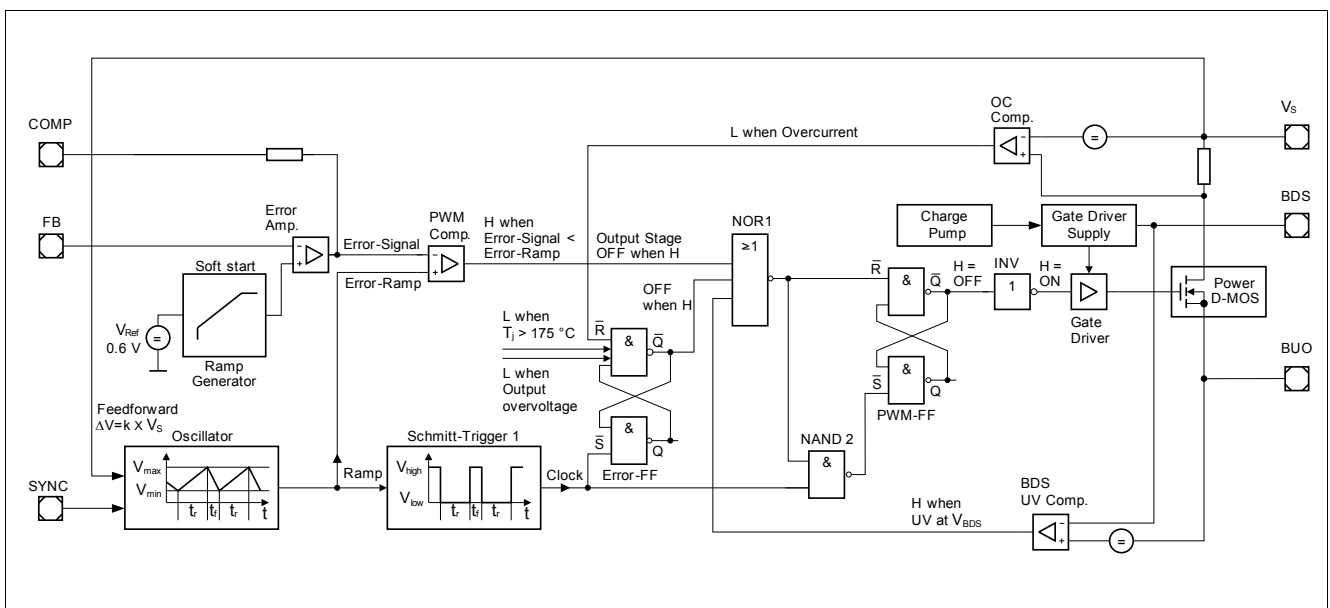 COMP
FB
SYNC
Soft start
V_Ref
0.6 V
Ramp
Generator
Error
Amp.
-
+
Error-Signal
Error-Ramp
PWM
Comp.
-
+
H when
Error-Signal <
Error-Ramp
Output Stage
OFF when H
L when Overcurrent
OC
Comp.
-
+
=
V_S
BDS
BUO
NOR1
≥1
OFF
when H
L when
T_j > 175 °C
L when
Output
overvoltage
R
&
Q
S
&
Q
Error-FF
Charge
Pump
Gate Driver
Supply
R
&
Q
H =
OFF
INV
1
H =
ON
Gate
Driver
Power
D-MOS
S
&
Q
PWM-FF
NAND 2
&
Feedforward
ΔV=k x V_S
Oscillator
V_max
V_min
t_r
t_f
t_r
t
Ramp
Schmitt-Trigger 1
V_high
V_low
t_r
t_f
t_r
t
Clock
H when
UV at V_BDS
BDS
UV Comp.
-
+
=
=